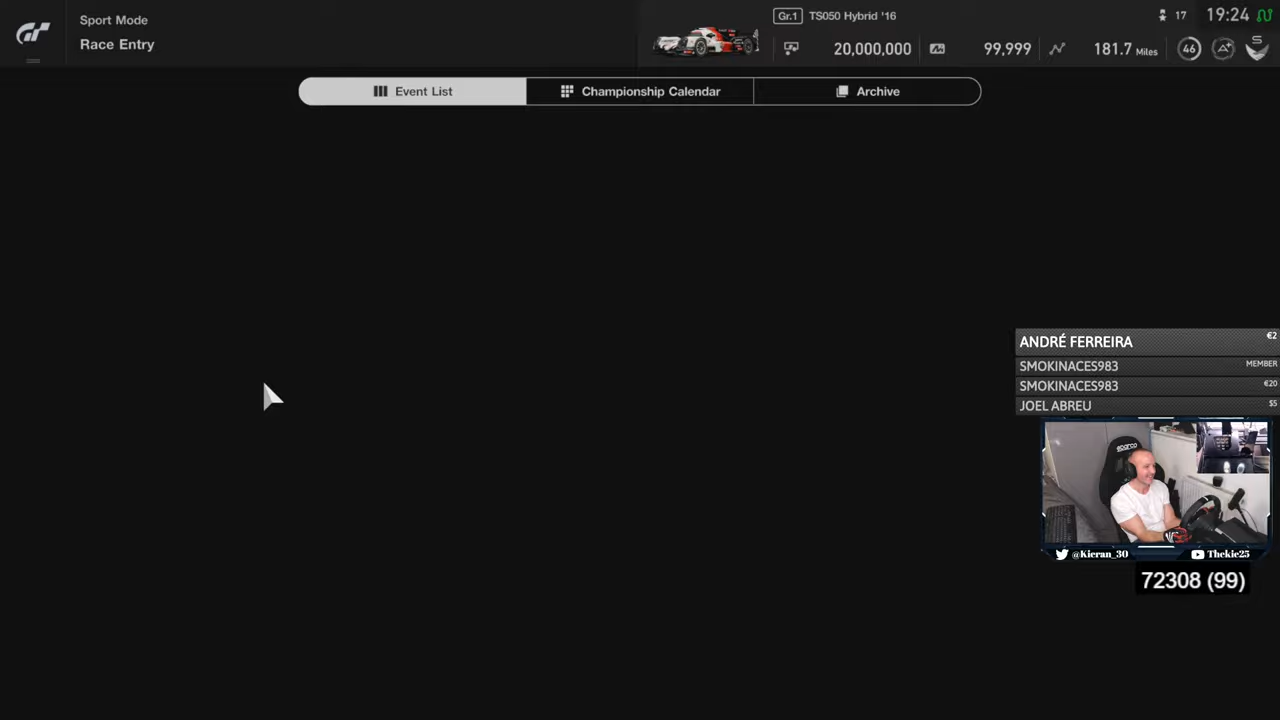 Sport Mode
Race Entry
Gr.1 TS050 Hybrid '16
17 19:24
20,000,000 99,999 181.7 Miles 46 S
Event List Championship Calendar Archive
ANDRÉ FERREIRA €2
SMOKINACES983 MEMBER
SMOKINACES983 €20
JOEL ABREU $5
sparco
@Kieran_30 Thekie25
72308 (99)